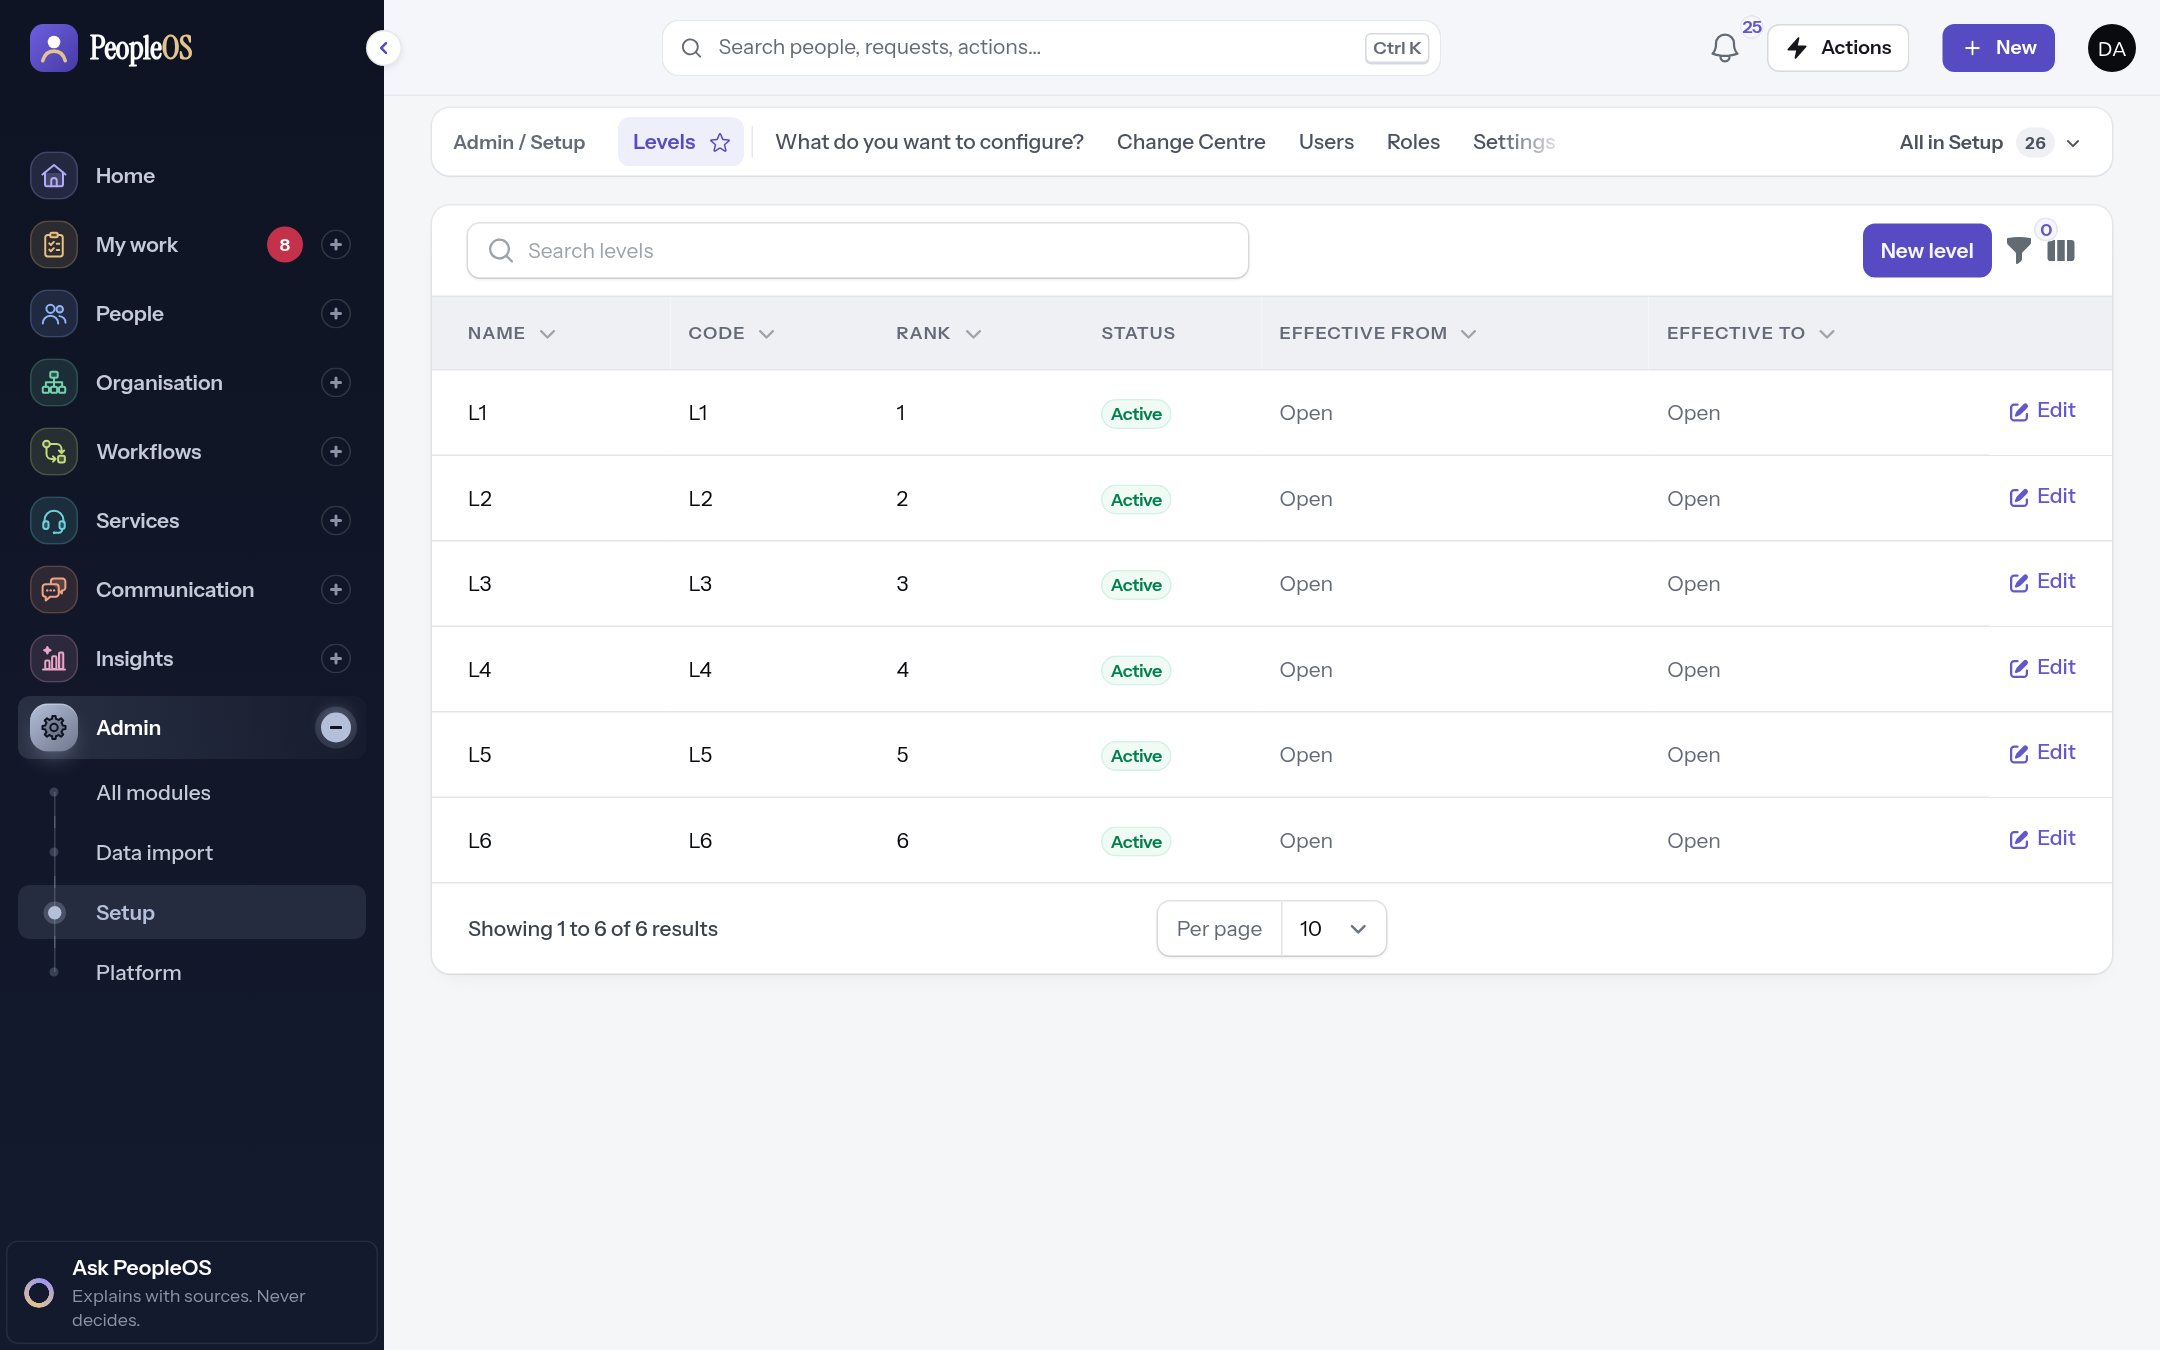 PeopleOS
Search people, requests, actions...
Ctrl K
25
Actions
New
DA
Home
My work
8
People
Organisation
Workflows
Services
Communication
Insights
Admin
All modules
Data import
Setup
Platform
Ask PeopleOS
Explains with sources. Never
decides.
Admin / Setup
Levels
What do you want to configure?
Change Centre
Users
Roles
Settings
All in Setup 26
Search levels
New level
0
NAME CODE RANK STATUS EFFECTIVE FROM EFFECTIVE TO
L1 L1 1 Active Open Open Edit
L2 L2 2 Active Open Open Edit
L3 L3 3 Active Open Open Edit
L4 L4 4 Active Open Open Edit
L5 L5 5 Active Open Open Edit
L6 L6 6 Active Open Open Edit
Showing 1 to 6 of 6 results
Per page 10